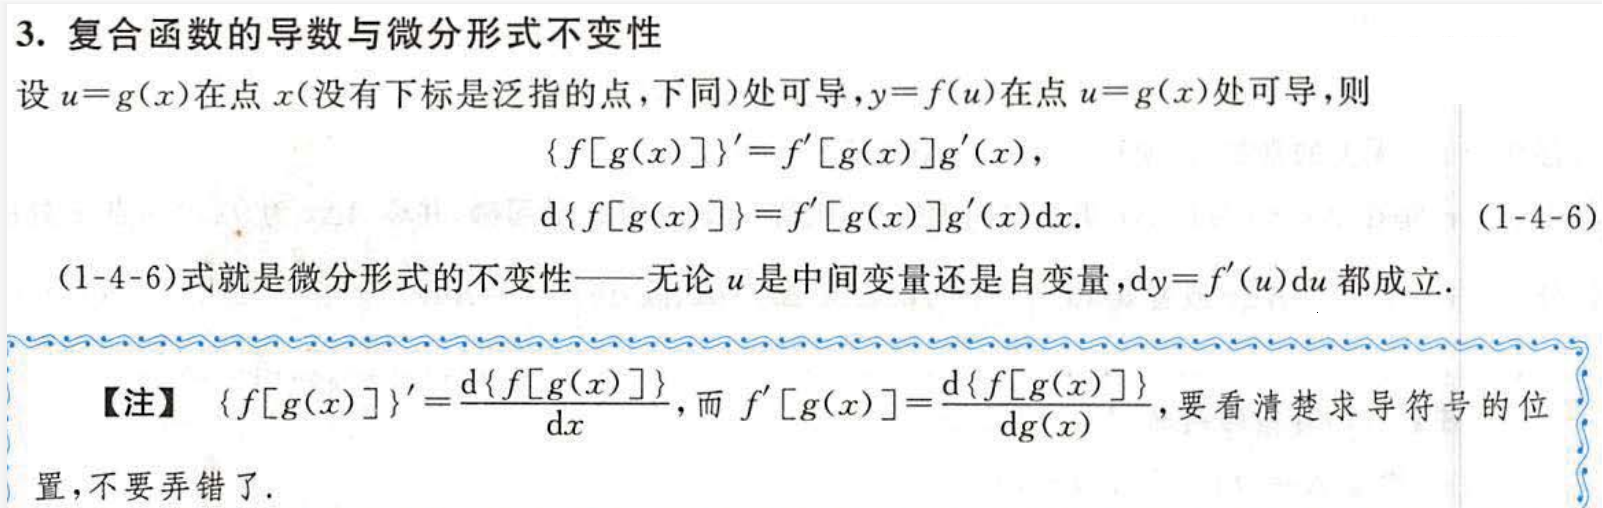 3. 复合函数的导数与微分形式不变性
设 u=g(x)在点 x(没有下标是泛指的点,下同)处可导,y=f(u)在点 u=g(x)处可导,则
{f[g(x)]}′=f′[g(x)]g′(x),
d{f[g(x)]}=f′[g(x)]g′(x)dx. (1-4-6)
(1-4-6)式就是微分形式的不变性——无论 u 是中间变量还是自变量,dy=f′(u)du 都成立.
【注】 {f[g(x)]}′=d{f[g(x)]}/dx,而 f′[g(x)]=d{f[g(x)]}/dg(x),要看清楚求导符号的位
置,不要弄错了.